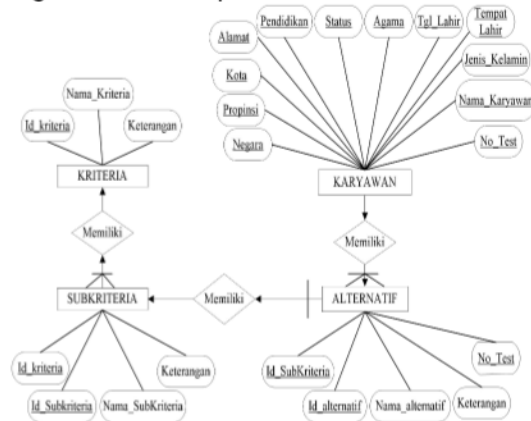 Pendidikan
Status
Agama
Tgl_Lahir
Tempat
Lahir
Alamat
Jenis_Kelamin
Kota
Nama_Karyawan
Propinsi
No_Test
Negara
KARYAWAN
Nama_Kriteria
Id_kriteria
Keterangan
KRITERIA
Memiliki
Memiliki
SUBKRITERIA
Memiliki
ALTERNATIF
Id_kriteria
Keterangan
Id_Subkriteria
Nama_SubKriteria
Id_SubKriteria
No_Test
Id_alternatif
Nama_alternatif
Keterangan